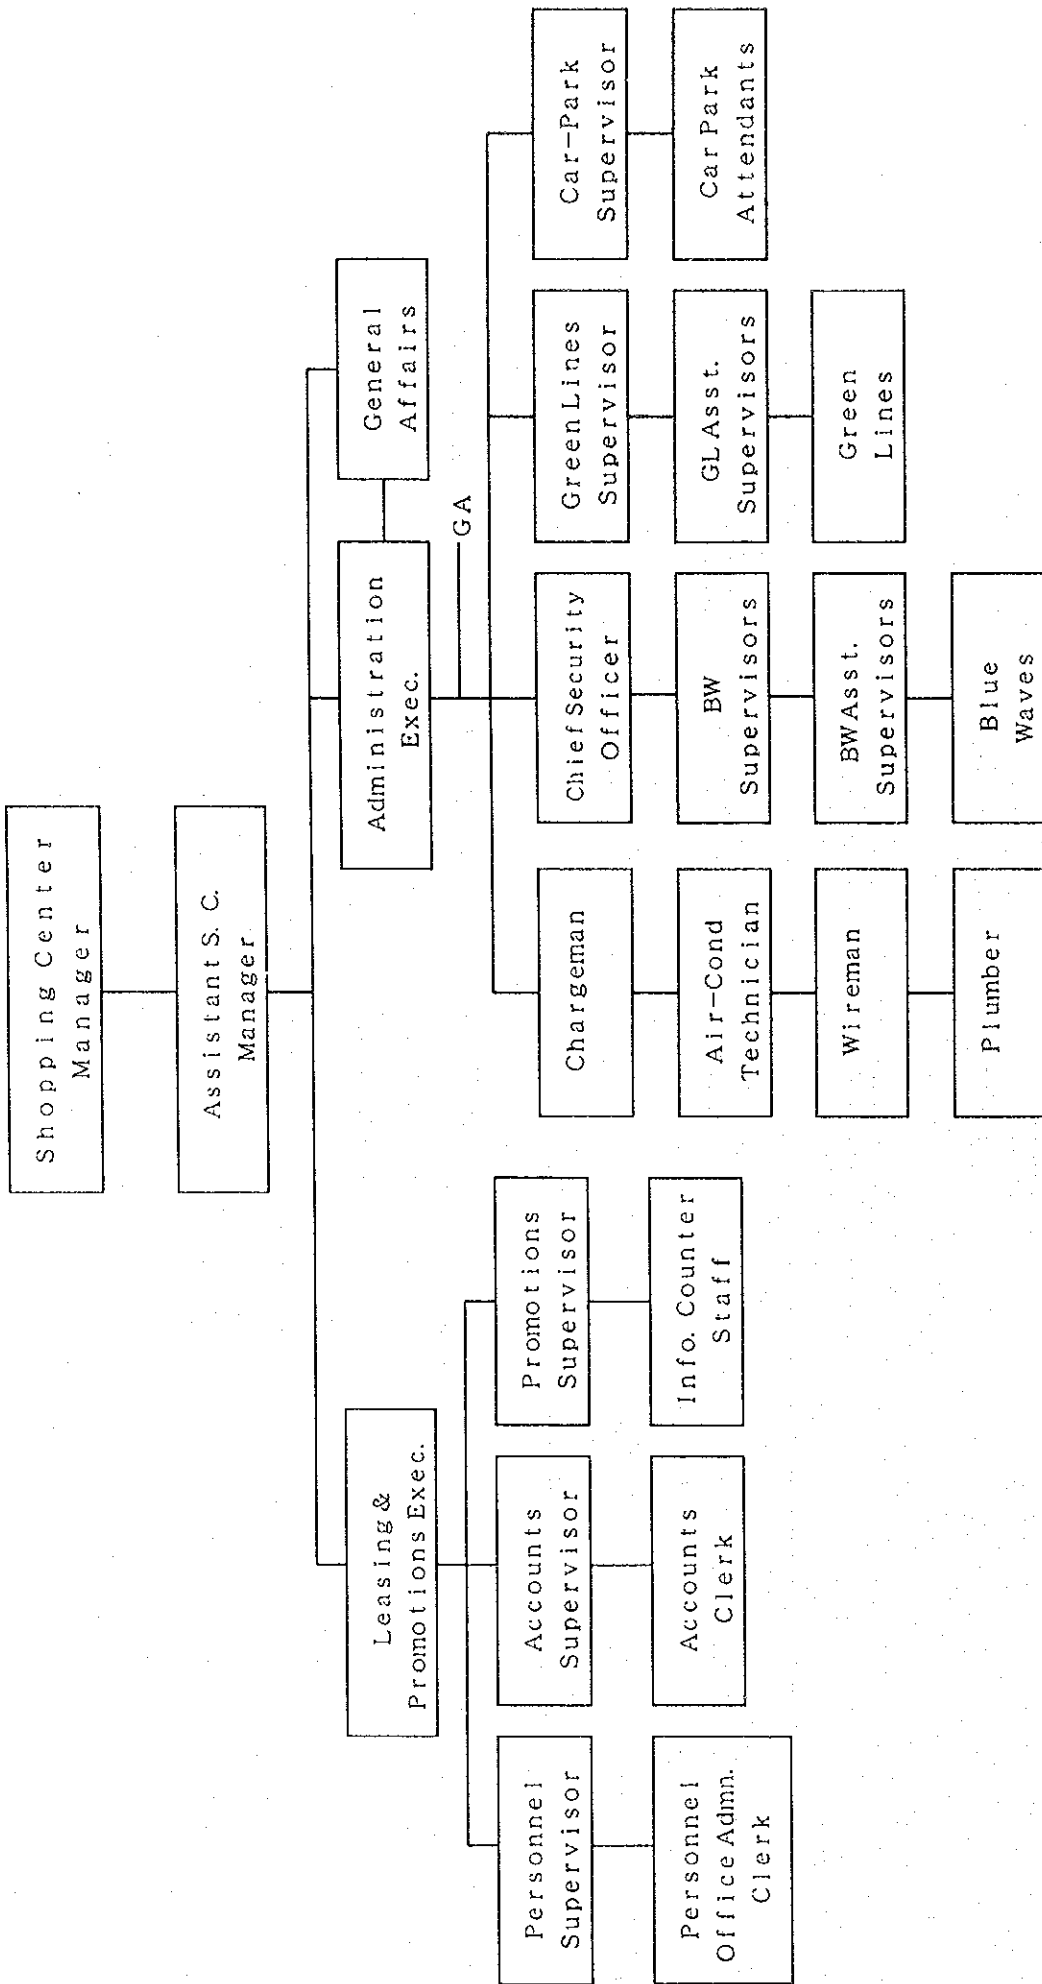 Shopping Center
Manager
Assistant S. C.
Manager
Leasing &
Promotions Exec.
Administration
Exec.
General
Affairs
GA
Personnel
Supervisor
Accounts
Supervisor
Promotions
Supervisor
Chargeman
Chief Security
Officer
Green Lines
Supervisor
Car-Park
Supervisor
Personnel
Office Admn.
Clerk
Accounts
Clerk
Info. Counter
Staff
Air-Cond
Technician
BW
Supervisors
GL Asst.
Supervisors
Car Park
Attendants
Wireman
BW Asst.
Supervisors
Green
Lines
Plumber
Blue
Waves